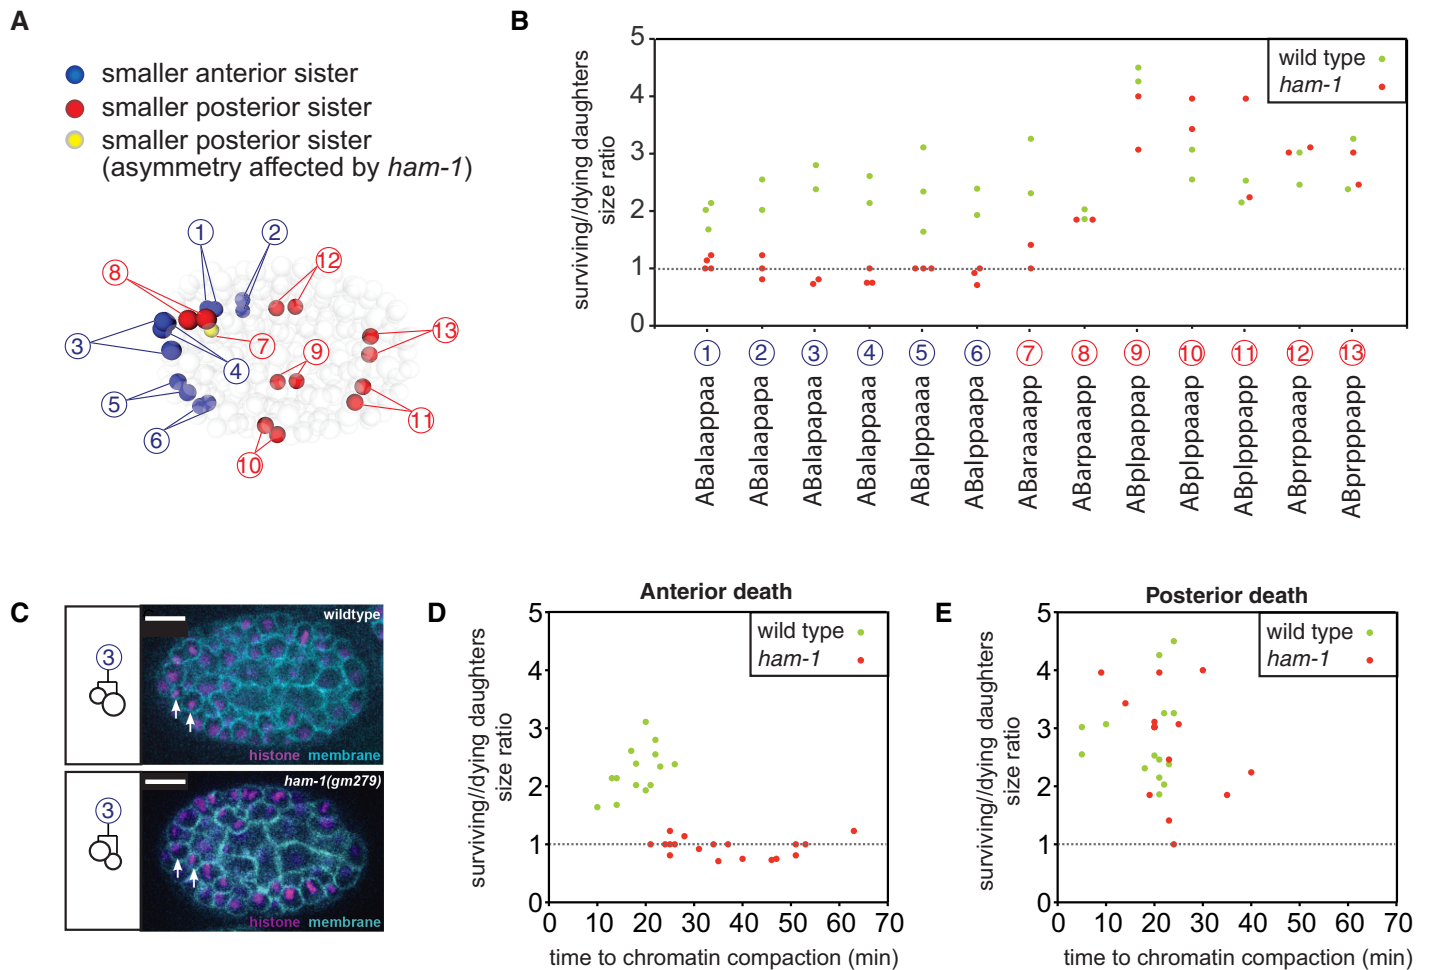 A
smaller anterior sister
smaller posterior sister
smaller posterior sister
(asymmetry affected by ham-1)
1
2
8
12
3
7
4
9
13
5
6
10
11
B
surviving//dying daughters
size ratio
5
4
3
2
1
0
wild type
ham-1
1 2 3 4 5 6 7 8 9 10 11 12 13
ABalaappaa
ABalaapapa
ABalapapaa
ABalappaaa
ABalppaaaa
ABalppaapa
ABaraaaapp
ABarpaaapp
ABplpappap
ABplppaaap
ABplpppapp
ABprppaaap
ABprpppapp
C
3
wildtype
histone membrane
3
ham-1(gm279)
histone membrane
D
Anterior death
surviving//dying daughters
size ratio
5
4
3
2
1
0
wild type
ham-1
0 10 20 30 40 50 60 70
time to chromatin compaction (min)
E
Posterior death
surviving//dying daughters
size ratio
5
4
3
2
1
0
wild type
ham-1
0 10 20 30 40 50 60 70
time to chromatin compaction (min)